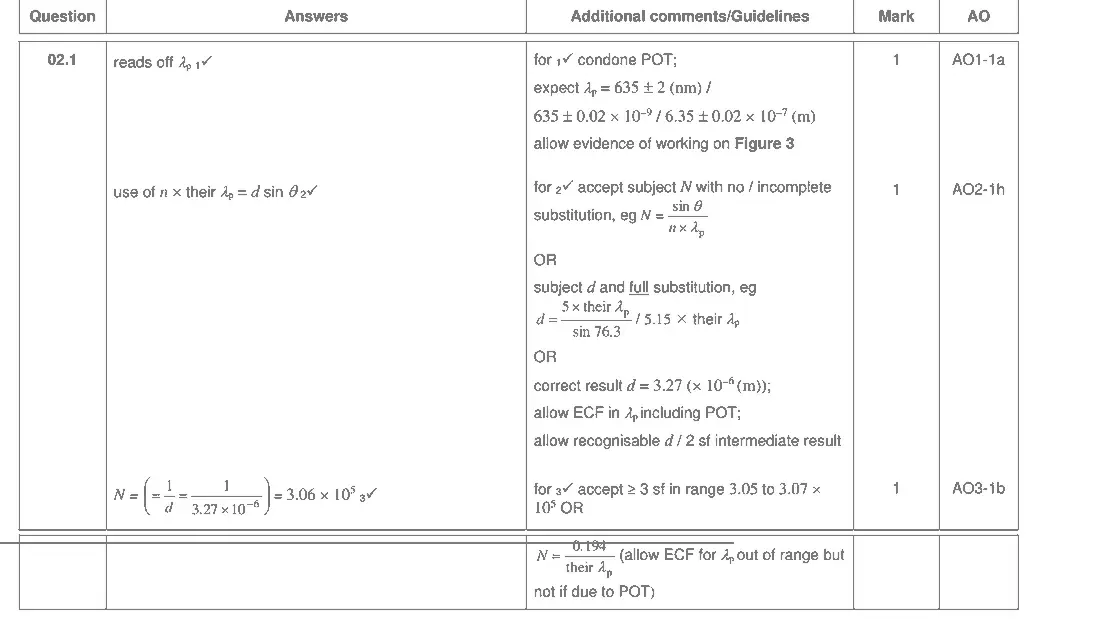 Question Answers Additional comments/Guidelines Mark AO
02.1 reads off λp 1✓ for 1✓ condone POT; 1 AO1-1a
expect λp = 635 ± 2 (nm) /
635 ± 0.02 × 10⁻⁹ / 6.35 ± 0.02 × 10⁻⁷ (m)
allow evidence of working on Figure 3
use of n × their λp = d sin θ 2✓ for 2✓ accept subject N with no / incomplete 1 AO2-1h
substitution, eg N = sin θ / n × λp
OR
subject d and full substitution, eg
d = 5 × their λp / sin 76.3 / 5.15 × their λp
OR
correct result d = 3.27 (× 10⁻⁶ (m));
allow ECF in λp including POT;
allow recognisable d / 2 sf intermediate result
N = (= 1/d = 1/3.27 × 10⁻⁶) = 3.06 × 10⁵ 3✓ for 3✓ accept ≥ 3 sf in range 3.05 to 3.07 × 1 AO3-1b
10⁵ OR
N = 0.194 / their λp (allow ECF for λp out of range but
not if due to POT)